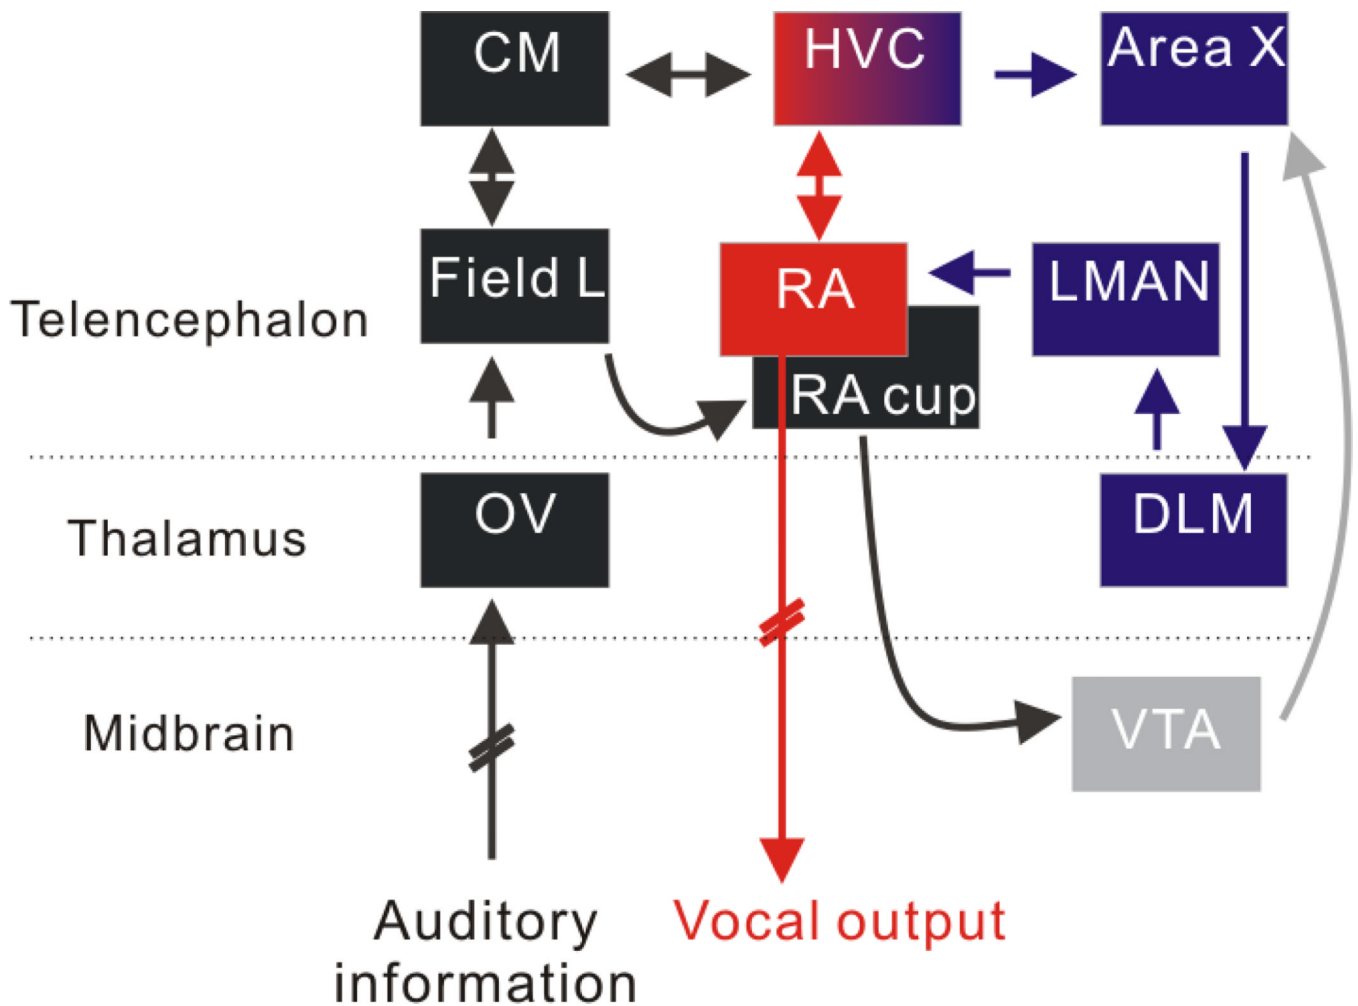 CM
HVC
Area X
Field L
RA
LMAN
Telencephalon
RA cup
OV
DLM
Thalamus
VTA
Midbrain
Auditory
information
Vocal output